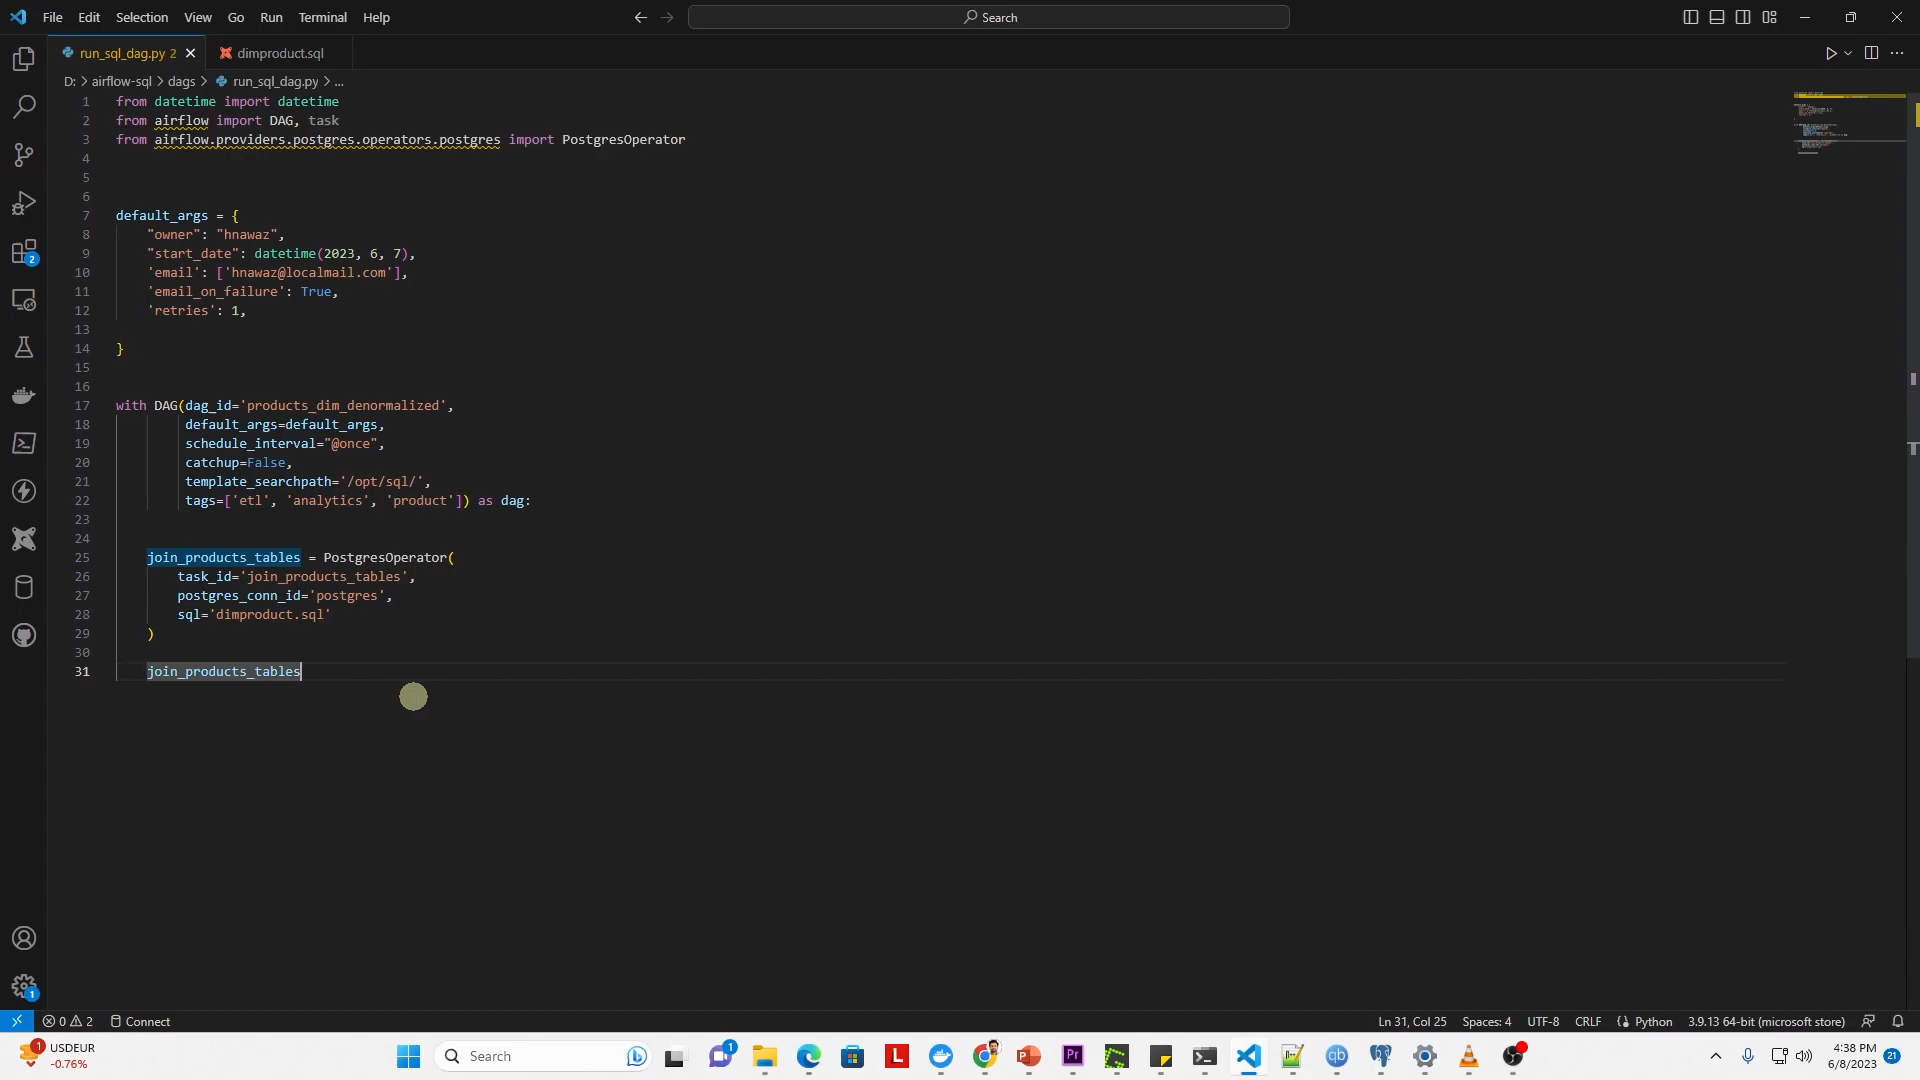 File Edit Selection View Go Run Terminal Help
Search
run_sql_dag.py 2
dimproduct.sql
D: > airflow-sql > dags > run_sql_dag.py > ...
1 from datetime import datetime
2 from airflow import DAG, task
3 from airflow.providers.postgres.operators.postgres import PostgresOperator
4
5
6
7 default_args = {
8 "owner": "hnawaz",
9 "start_date": datetime(2023, 6, 7),
10 'email': ['hnawaz@localmail.com'],
11 'email_on_failure': True,
12 'retries': 1,
13
14 }
15
16
17 with DAG(dag_id='products_dim_denormalized',
18 default_args=default_args,
19 schedule_interval="@once",
20 catchup=False,
21 template_searchpath='/opt/sql/',
22 tags=['etl', 'analytics', 'product']) as dag:
23
24
25 join_products_tables = PostgresOperator(
26 task_id='join_products_tables',
27 postgres_conn_id='postgres',
28 sql='dimproduct.sql'
29 )
30
31 join_products_tables
2
1
0 2 Connect
Ln 31, Col 25 Spaces: 4 UTF-8 CRLF Python 3.9.13 64-bit (microsoft store)
1
USDEUR
-0.76%
Search
1
L
P
Pr
qb
4:38 PM
6/8/2023
21